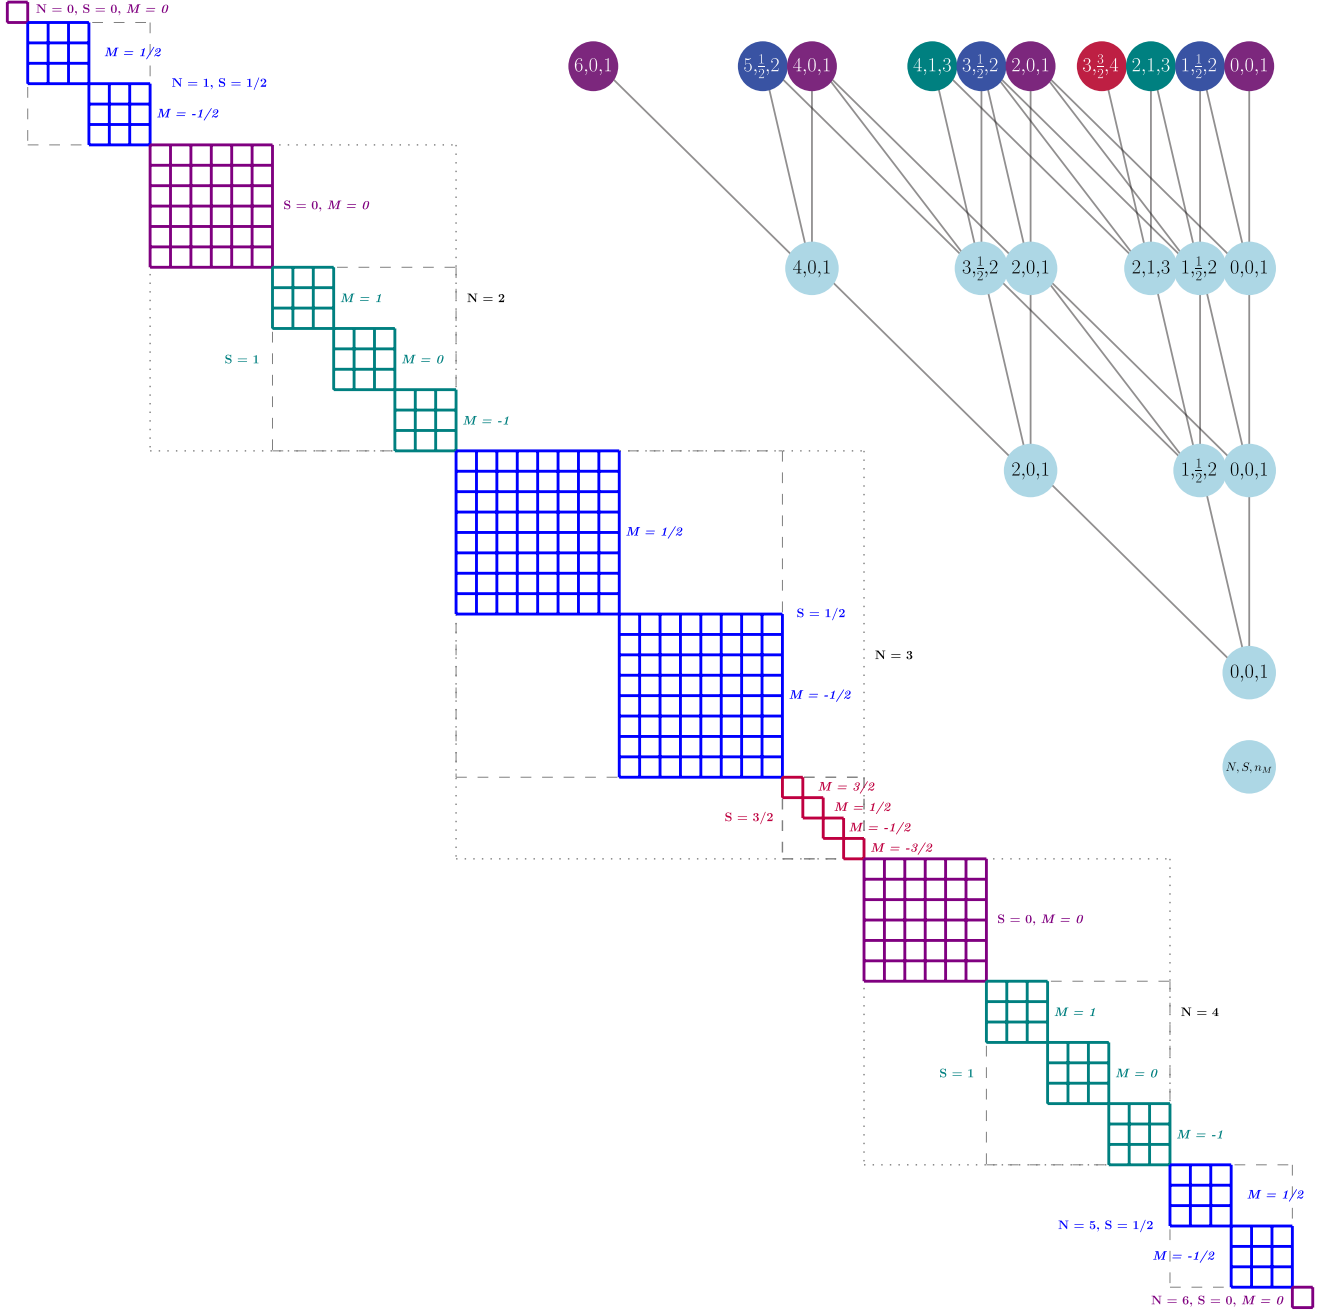 N = 0, S = 0, M = 0
M = 1/2
N = 1, S = 1/2
M = -1/2
S = 0, M = 0
M = 1
N = 2
S = 1
M = 0
M = -1
M = 1/2
S = 1/2
N = 3
M = -1/2
M = 3/2
M = 1/2
S = 3/2
M = -1/2
M = -3/2
S = 0, M = 0
M = 1
N = 4
S = 1
M = 0
M = -1
M = 1/2
N = 5, S = 1/2
M = -1/2
N = 6, S = 0, M = 0
6,0,1 5,1/2,2 4,0,1 4,1,3 3,1/2,2 2,0,1 3,3/2,4 2,1,3 1,1/2,2 0,0,1
4,0,1 3,1/2,2 2,0,1 2,1,3 1,1/2,2 0,0,1
2,0,1 1,1/2,2 0,0,1
0,0,1
N, S, n_M